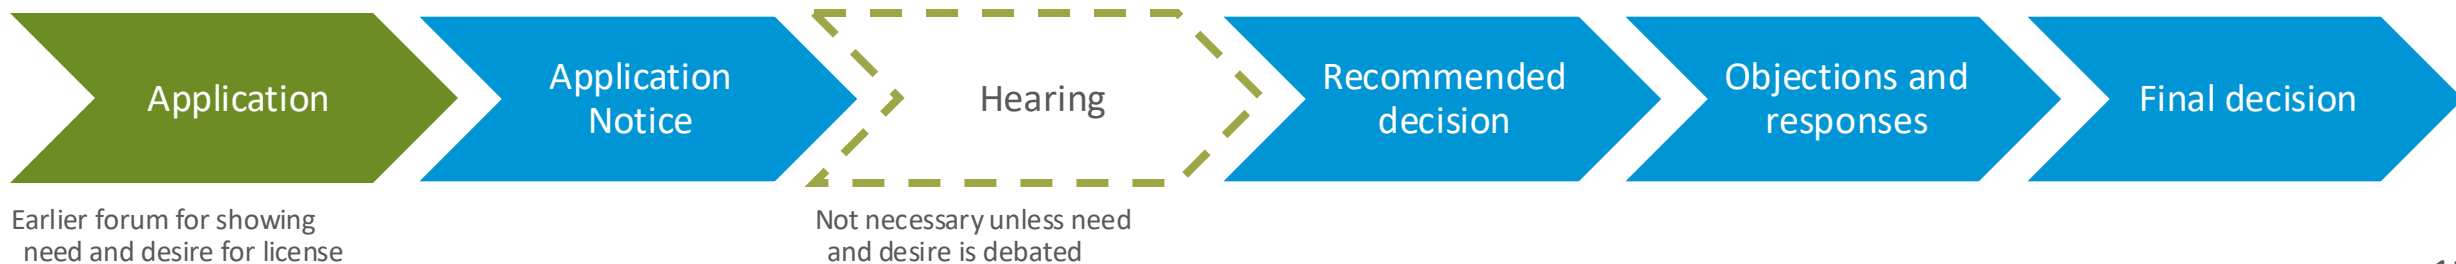 Application
Application
Notice
Hearing
Recommended
decision
Objections and
responses
Final decision
Earlier forum for showing
need and desire for license
Not necessary unless need
and desire is debated